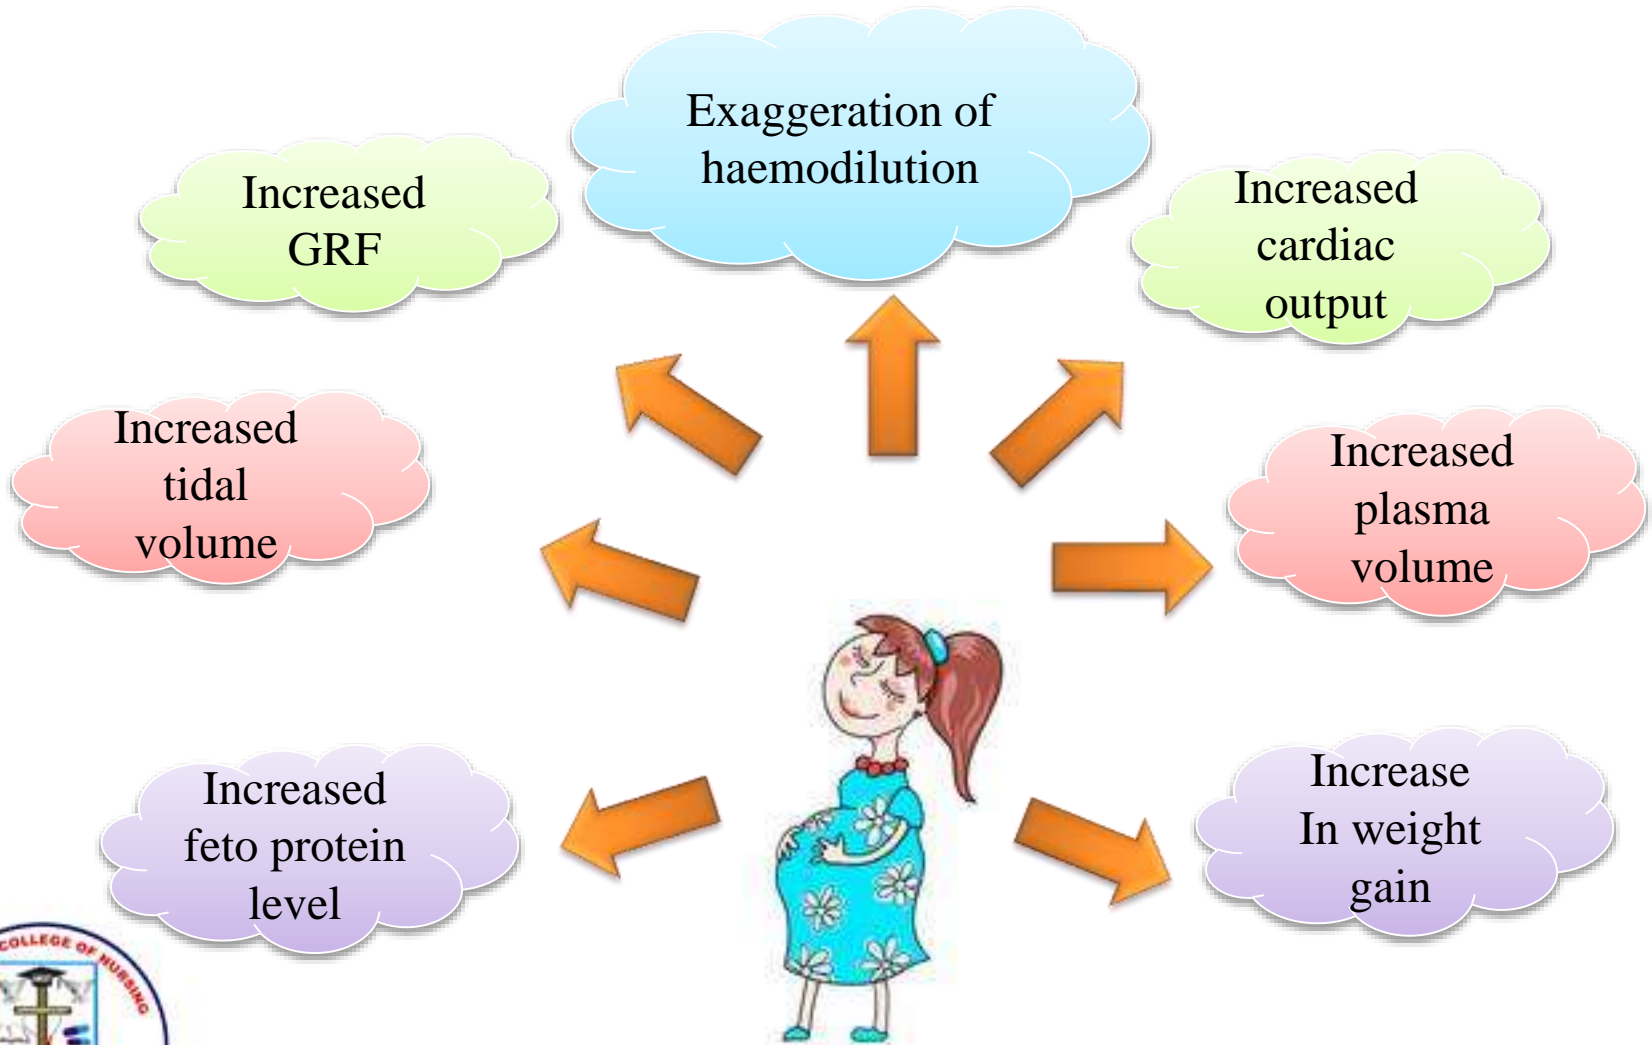 Exaggeration of
haemodilution
Increased
GRF
Increased
cardiac
output
Increased
tidal
volume
Increased
plasma
volume
Increased
feto protein
level
Increase
In weight
gain
COLLEGE OF NURSING